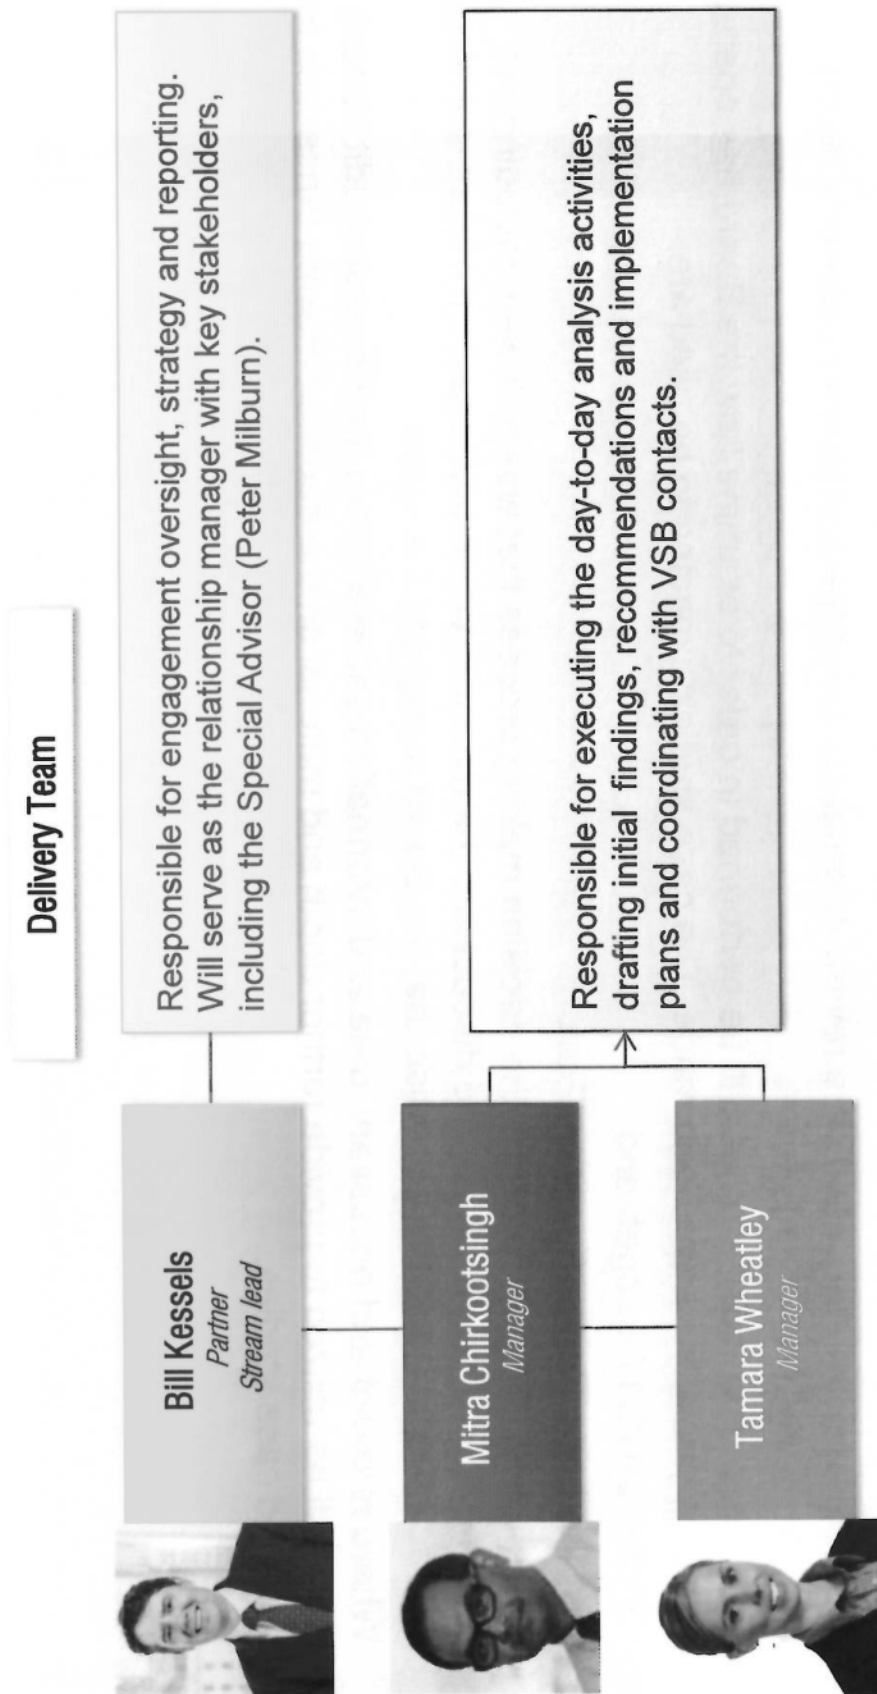 Delivery Team
Bill Kessels
Partner
Stream lead
Responsible for engagement oversight, strategy and reporting.
Will serve as the relationship manager with key stakeholders,
including the Special Advisor (Peter Milburn).
Mitra Chirkootsingh
Manager
Tamara Wheatley
Manager
Responsible for executing the day-to-day analysis activities,
drafting initial findings, recommendations and implementation
plans and coordinating with VSB contacts.